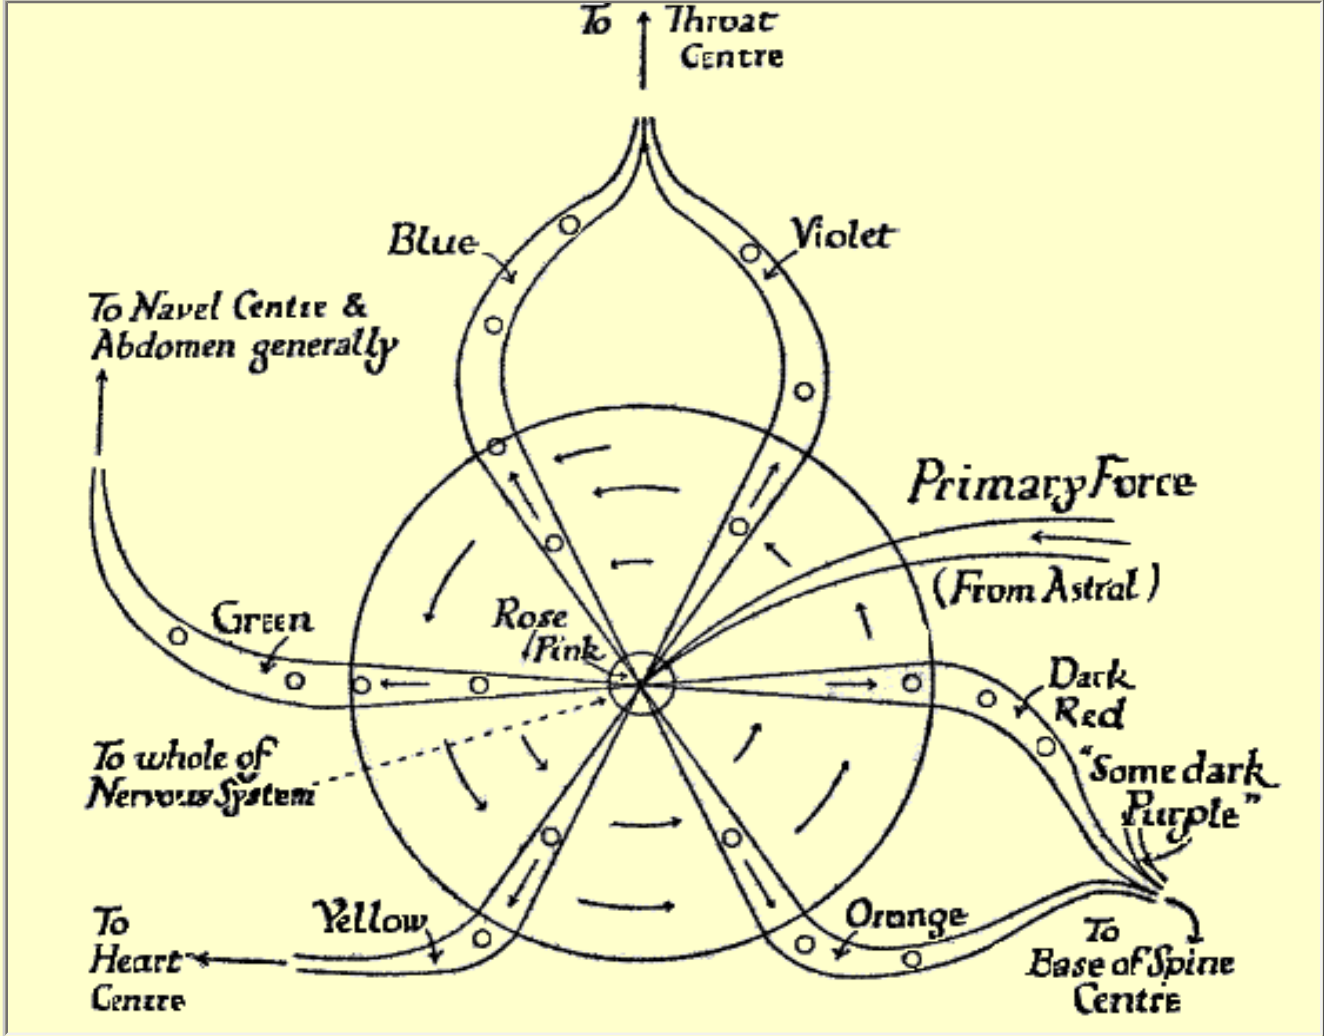 To Throat
Centre
Blue
Violet
To Navel Centre &
Abdomen generally
Primary Force
(From Astral)
Green
Rose
Pink
Dark
Red
"Some dark
Purple"
To whole of
Nervous System
To
Heart
Centre
Yellow
Orange
To
Base of Spine
Centre